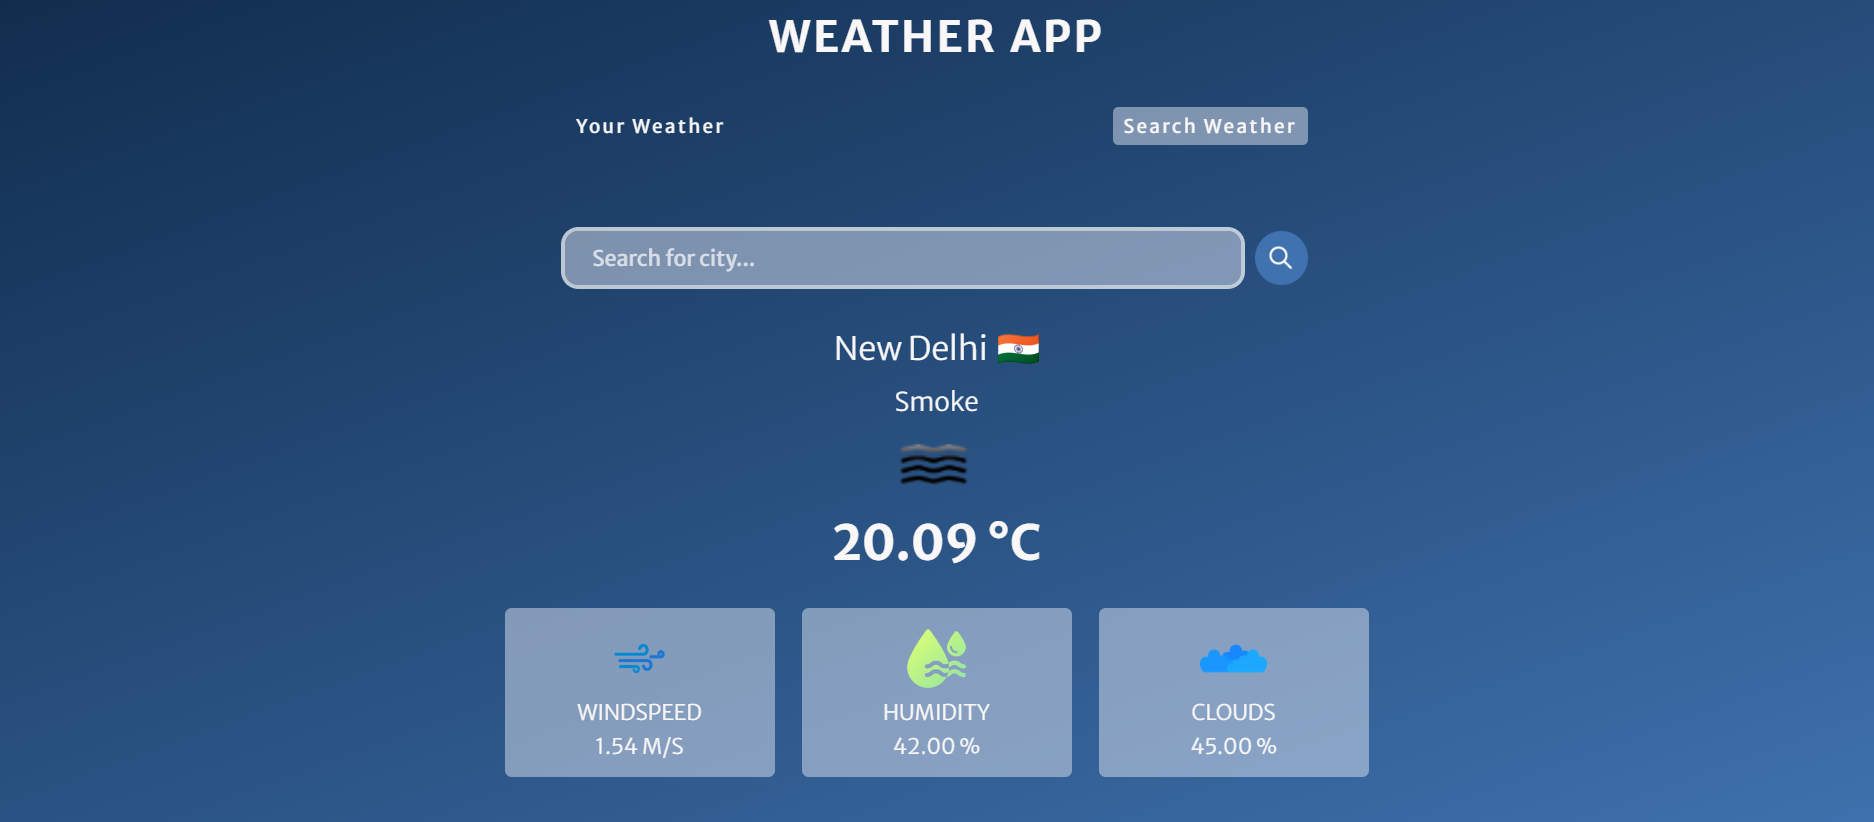 WEATHER APP
Your Weather
Search Weather
Search for city...
New Delhi
Smoke
20.09 °C
WINDSPEED
1.54 M/S
HUMIDITY
42.00 %
CLOUDS
45.00 %